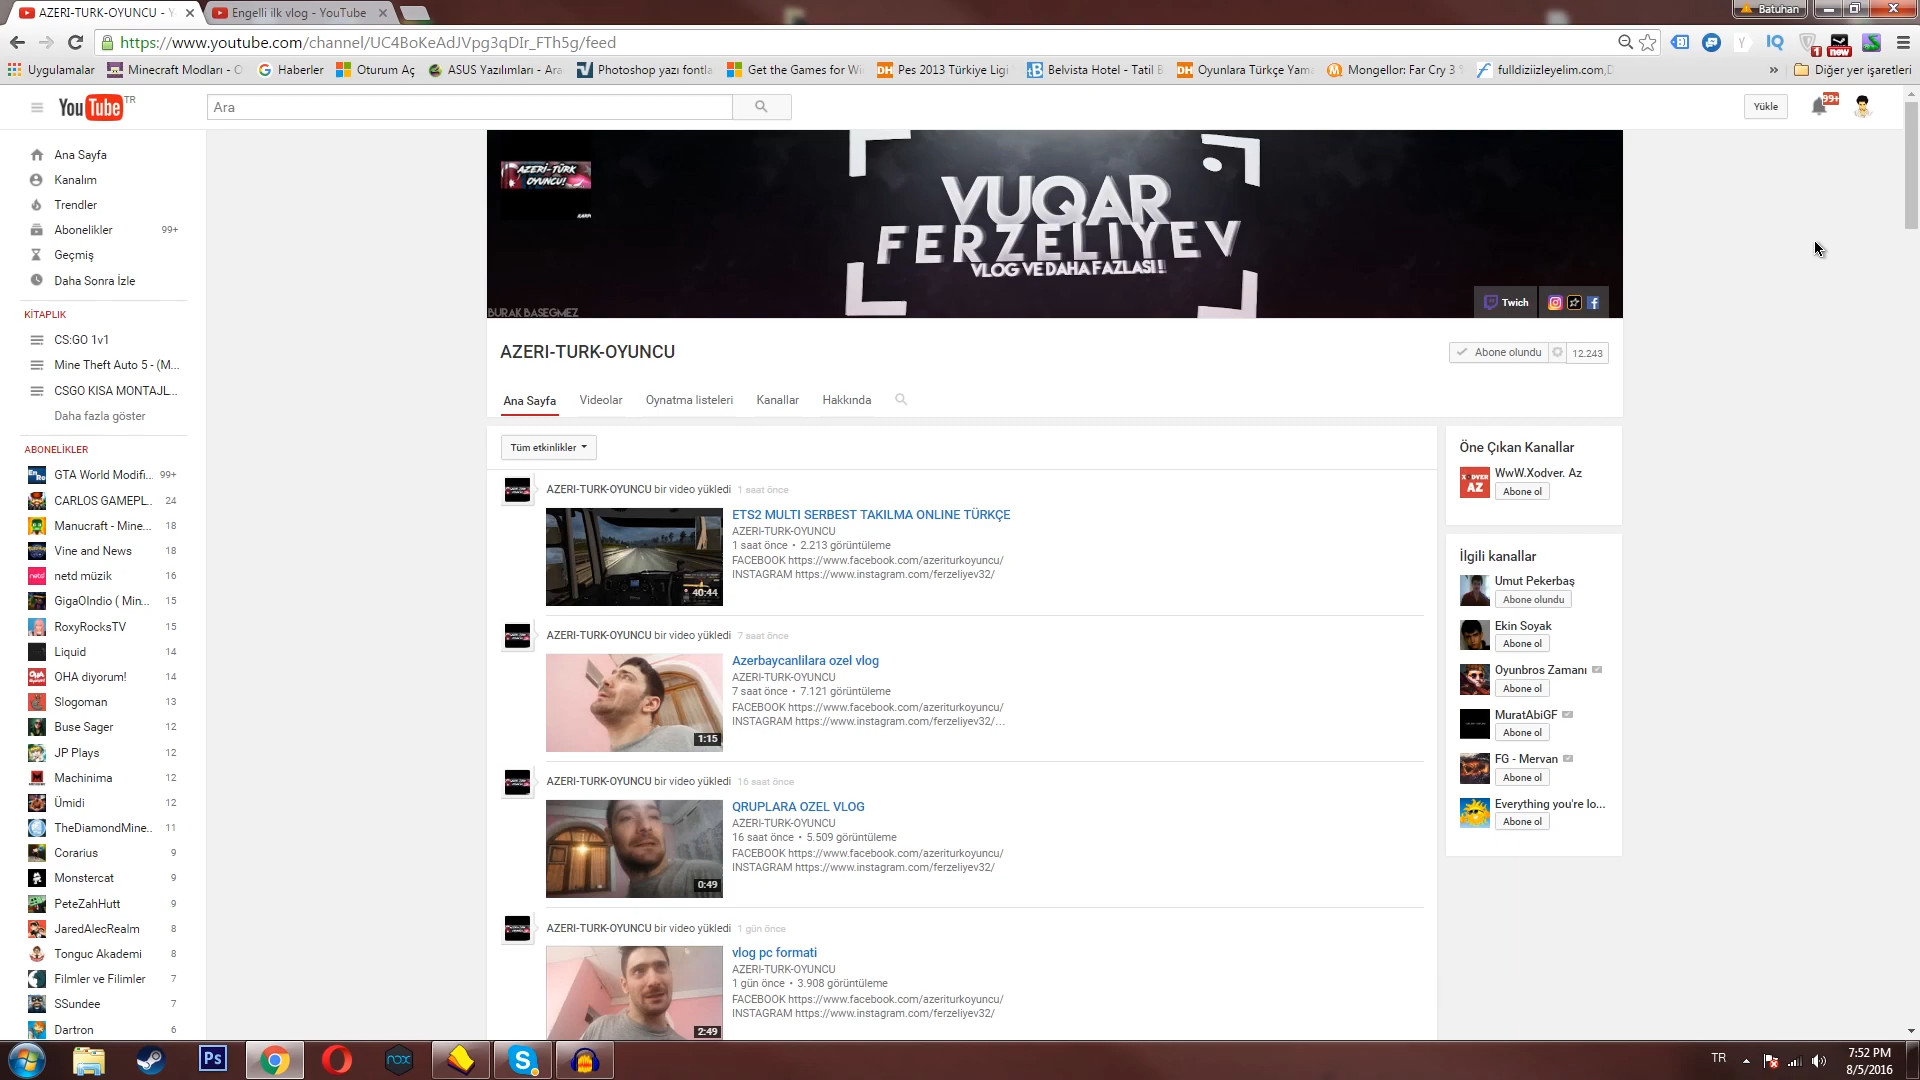 AZERI-TURK-OYUNCU - Y
Engelli ilk vlog - YouTube
Batuhan
https://www.youtube.com/channel/UC4BoKeAdJVpg3qDIr_FTh5g/feed
Uygulamalar
Minecraft Modları - O
Haberler
Oturum Aç
ASUS Yazılımları - Ara
Photoshop yazı fontla
Get the Games for Wi
Pes 2013 Türkiye Ligi
Belvista Hotel - Tatil B
Oyunlara Türkçe Yama
Mongellor: Far Cry 3
fulldiziizleyelim.com,D
Diğer yer işaretleri
YouTube TR
Ara
Yükle
99+
Ana Sayfa
Kanalım
Trendler
Abonelikler 99+
Geçmiş
Daha Sonra İzle
KİTAPLIK
CS:GO 1v1
Mine Theft Auto 5 - (M...
CSGO KISA MONTAJL...
Daha fazla göster
ABONELİKLER
GTA World Modifi... 99+
CARLOS GAMEPL... 24
Manucraft - Mine... 18
Vine and News 18
netd müzik 16
GigaOIndio ( Min... 15
RoxyRocksTV 15
Liquid 14
OHA diyorum! 14
Slogoman 13
Buse Sager 12
JP Plays 12
Machinima 12
Ümidi 12
TheDiamondMine... 11
Corarius 9
Monstercat 9
PeteZahHutt 9
JaredAlecRealm 8
Tonguc Akademi 8
Filmler ve Filimler 7
SSundee 7
Dartron 6
AZERİ-TÜRK
OYUNCU!
VUQAR
FERZELIYEV
VLOG VE DAHA FAZLASI !
BURAK BASEGMEZ
Twich
AZERI-TURK-OYUNCU
Abone olundu 12.243
Ana Sayfa Videolar Oynatma listeleri Kanallar Hakkında
Tüm etkinlikler
AZERI-TURK-OYUNCU bir video yükledi 1 saat önce
ETS2 MULTI SERBEST TAKILMA ONLINE TÜRKÇE
AZERI-TURK-OYUNCU
1 saat önce • 2.213 görüntüleme
FACEBOOK https://www.facebook.com/azeriturkoyuncu/
INSTAGRAM https://www.instagram.com/ferzeliyev32/
40:44
AZERI-TURK-OYUNCU bir video yükledi 7 saat önce
Azerbaycanlilara ozel vlog
AZERI-TURK-OYUNCU
7 saat önce • 7.121 görüntüleme
FACEBOOK https://www.facebook.com/azeriturkoyuncu/
INSTAGRAM https://www.instagram.com/ferzeliyev32/...
1:15
AZERI-TURK-OYUNCU bir video yükledi 16 saat önce
QRUPLARA OZEL VLOG
AZERI-TURK-OYUNCU
16 saat önce • 5.509 görüntüleme
FACEBOOK https://www.facebook.com/azeriturkoyuncu/
INSTAGRAM https://www.instagram.com/ferzeliyev32/
0:49
AZERI-TURK-OYUNCU bir video yükledi 1 gün önce
vlog pc formati
AZERI-TURK-OYUNCU
1 gün önce • 3.908 görüntüleme
FACEBOOK https://www.facebook.com/azeriturkoyuncu/
INSTAGRAM https://www.instagram.com/ferzeliyev32/
2:49
Öne Çıkan Kanallar
WwW.Xodver. Az
Abone ol
İlgili kanallar
Umut Pekerbaş
Abone olundu
Ekin Soyak
Abone ol
Oyunbros Zamanı
Abone ol
MuratAbiGF
Abone ol
FG - Mervan
Abone ol
Everything you're lo...
Abone ol
TR
7:52 PM
8/5/2016